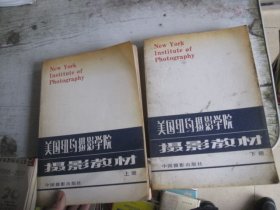 New York
Institute of
Photography
美国纽约摄影学院
摄影教材
上册
中国摄影出版社
New York
Institute of
Photography
美国纽约摄影学院
摄影教材
下册
中国摄影出版社